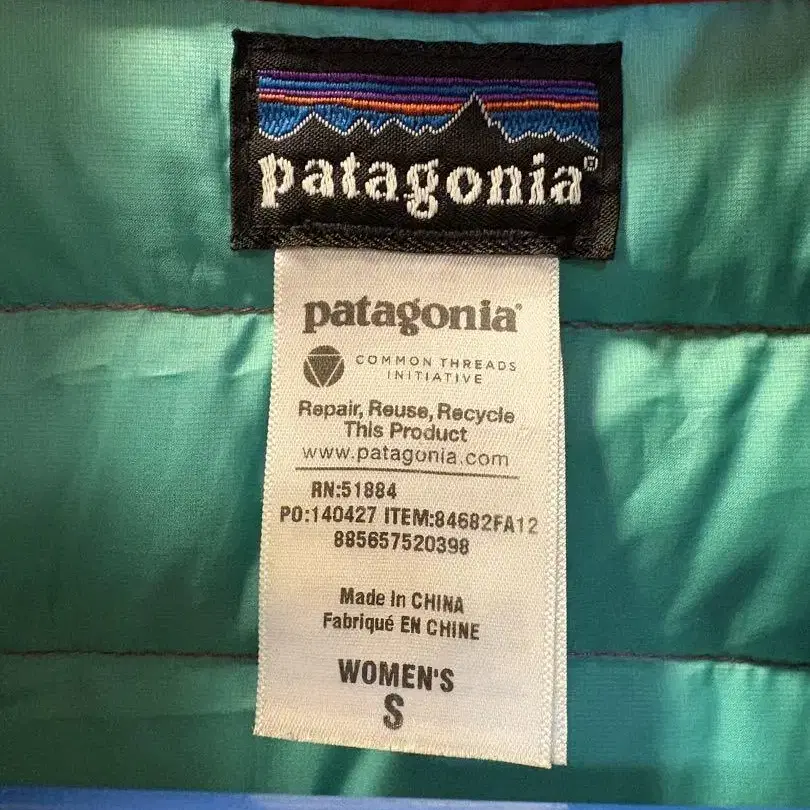 patagonia®
patagonia®
COMMON THREADS
INITIATIVE
Repair, Reuse, Recycle
This Product
www.patagonia.com
RN:51884
PO:140427 ITEM:84682FA12
885657520398
Made In CHINA
Fabriqué EN CHINE
WOMEN'S
S